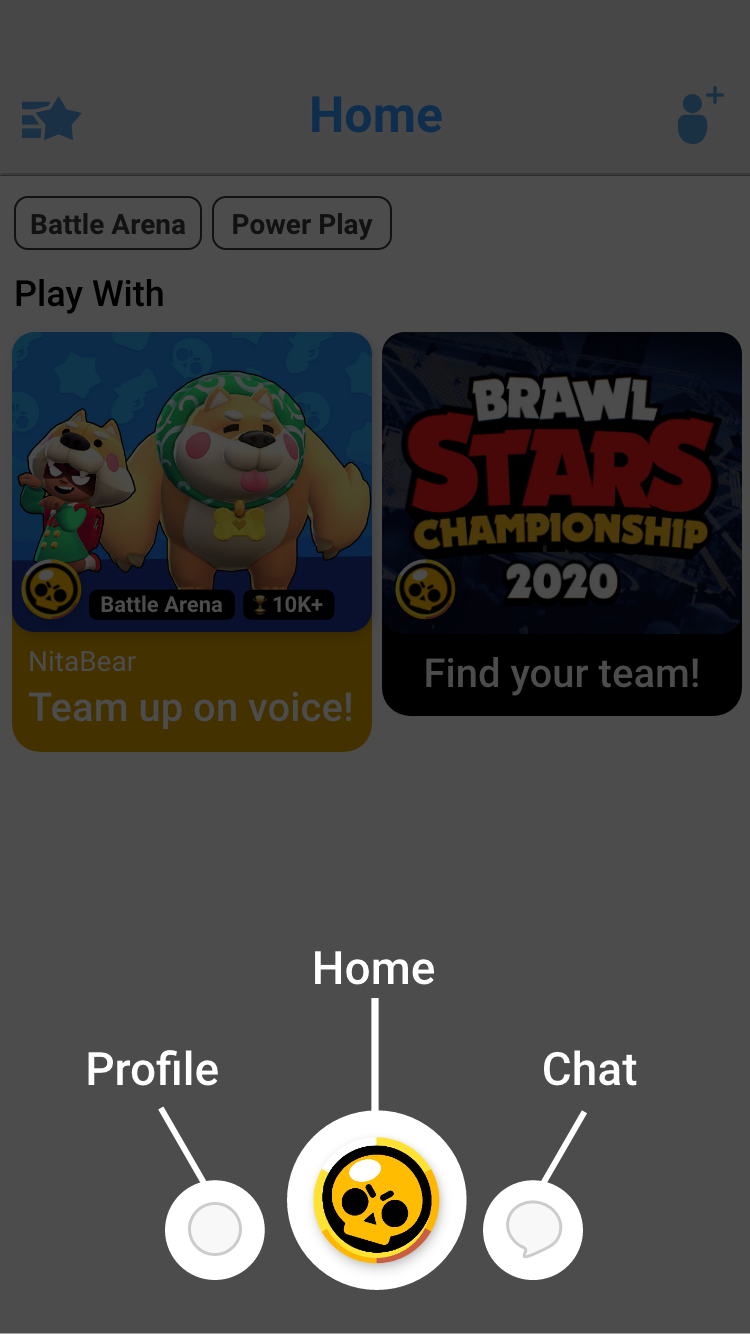 Home
Battle Arena
Power Play
Play With
Battle Arena
10K+
NitaBear
Team up on voice!
BRAWL
STARS
CHAMPIONSHIP
2020
Find your team!
Home
Profile
Chat